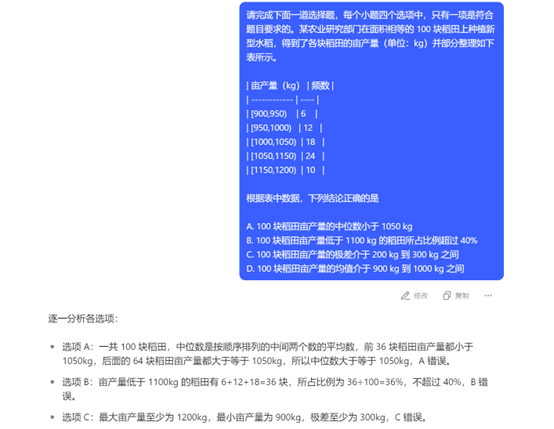 请完成下面一道选择题，每个小题四个选项中，只有一项是符合
题目要求的。某农业研究部门在面积相等的 100 块稻田上种植新
型水稻，得到了各块稻田的亩产量（单位：kg）并部分整理如下
表所示。
| 亩产量（kg） | 频数 |
| ------------ | ---- |
| [900,950) | 6 |
| [950,1000) | 12 |
| [1000,1050) | 18 |
| [1050,1150) | 24 |
| [1150,1200) | 10 |
根据表中数据，下列结论正确的是
A. 100 块稻田亩产量的中位数小于 1050 kg
B. 100 块稻田亩产量低于 1100 kg 的稻田所占比例超过 40%
C. 100 块稻田亩产量的极差介于 200 kg 到 300 kg 之间
D. 100 块稻田亩产量的均值介于 900 kg 到 1000 kg 之间
修改 复制
逐一分析各选项：
• 选项 A：一共 100 块稻田，中位数是按顺序排列的中间两个数的平均数，前 36 块稻田亩产量都小于
1050kg，后面的 64 块稻田亩产量都大于等于 1050kg，所以中位数大于等于 1050kg，A 错误。
• 选项 B：亩产量低于 1100kg 的稻田有 6+12+18=36 块，所占比例为 36÷100=36%，不超过 40%，B 错
误。
• 选项 C：最大亩产量至少为 1200kg，最小亩产量为 900kg，极差至少为 300kg，C 错误。